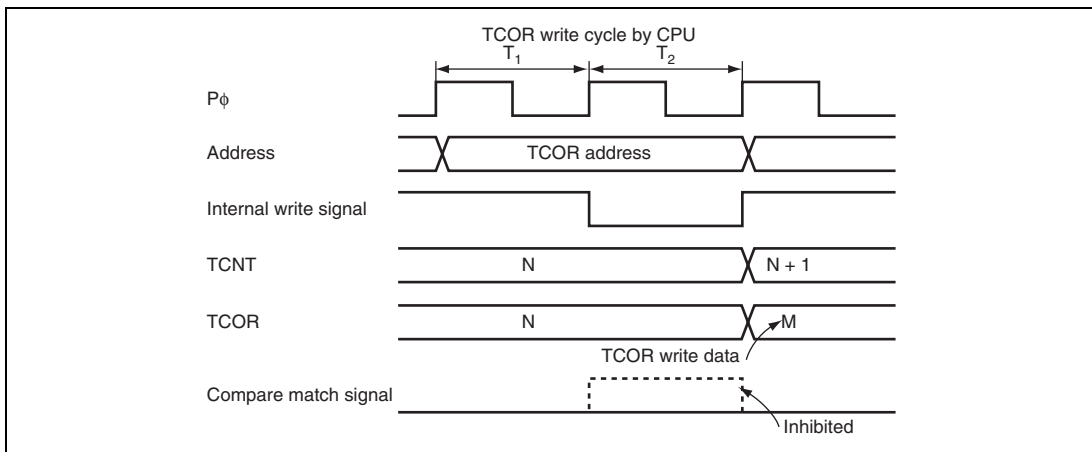 TCOR write cycle by CPU
T1 T2
Pφ
Address TCOR address
Internal write signal
TCNT N N + 1
TCOR N M
TCOR write data
Compare match signal
Inhibited